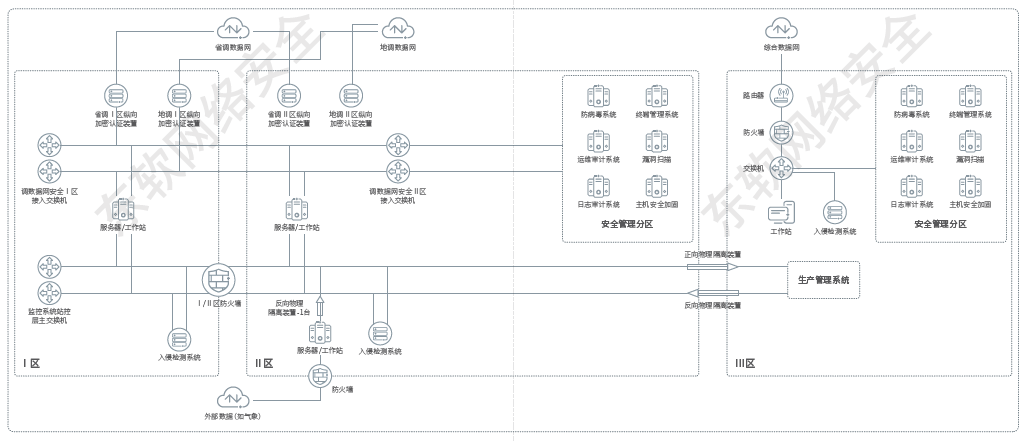 省调数据网
地调数据网
综合数据网
省调 I 区纵向
加密认证装置
地调 I 区纵向
加密认证装置
省调 II 区纵向
加密认证装置
地调 II 区纵向
加密认证装置
调数据网安全 I 区
接入交换机
调数据网安全 II 区
接入交换机
服务器/工作站
服务器/工作站
监控系统站控
层主交换机
I / II 区防火墙
反向物理
隔离装置-1台
服务器/工作站
入侵检测系统
入侵检测系统
防火墙
外部数据(如气象)
I 区
II 区
防病毒系统
终端管理系统
运维审计系统
漏洞扫描
日志审计系统
主机安全加固
安全管理分区
正向物理隔离装置
反向物理隔离装置
路由器
防火墙
交换机
工作站
入侵检测系统
防病毒系统
终端管理系统
运维审计系统
漏洞扫描
日志审计系统
主机安全加固
安全管理分区
生产管理系统
III区
东软网络安全
东软网络安全